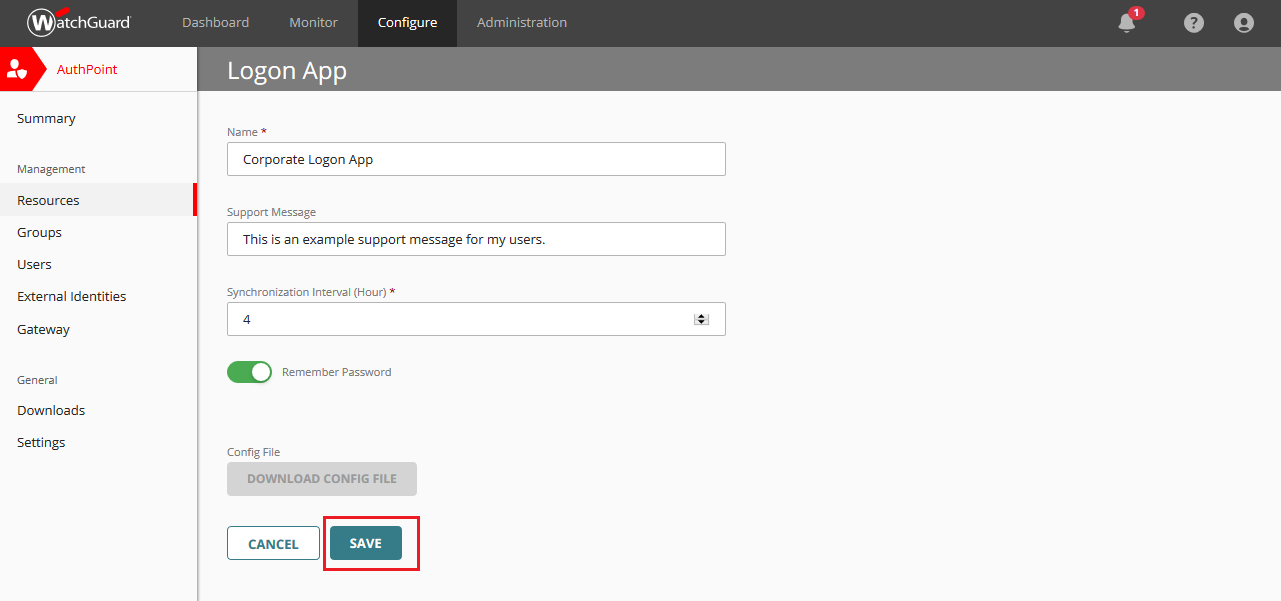 WatchGuard Dashboard Monitor Configure Administration 1 ?
AuthPoint
Logon App
Summary
Management
Resources
Groups
Users
External Identities
Gateway
General
Downloads
Settings
Name *
Corporate Logon App
Support Message
This is an example support message for my users.
Synchronization Interval (Hour) *
4
Remember Password
Config File
DOWNLOAD CONFIG FILE
CANCEL SAVE